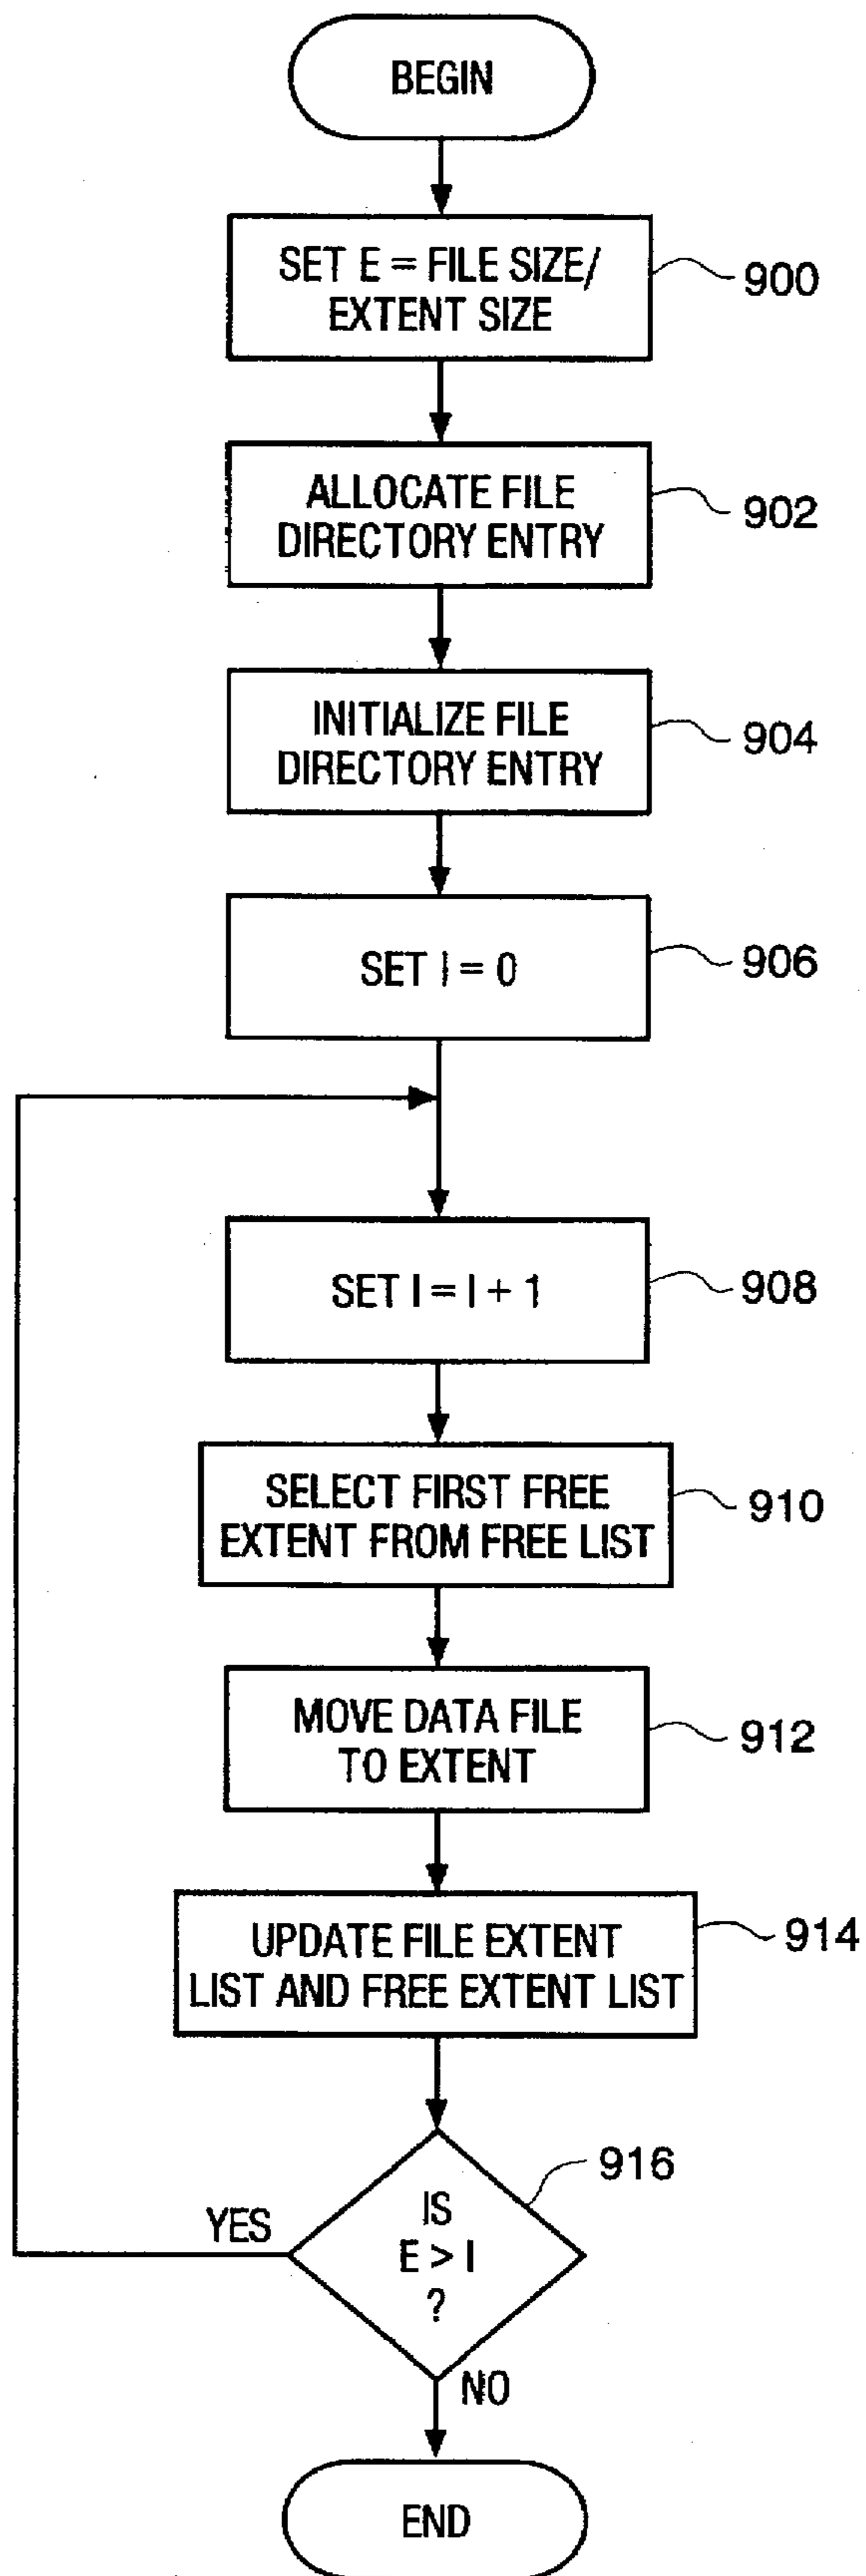 BEGIN
SET E = FILE SIZE/
EXTENT SIZE
900
ALLOCATE FILE
DIRECTORY ENTRY
902
INITIALIZE FILE
DIRECTORY ENTRY
904
SET I = 0
906
SET I = I + 1
908
SELECT FIRST FREE
EXTENT FROM FREE LIST
910
MOVE DATA FILE
TO EXTENT
912
UPDATE FILE EXTENT
LIST AND FREE EXTENT LIST
914
916
YES
IS
E > I
?
NO
END